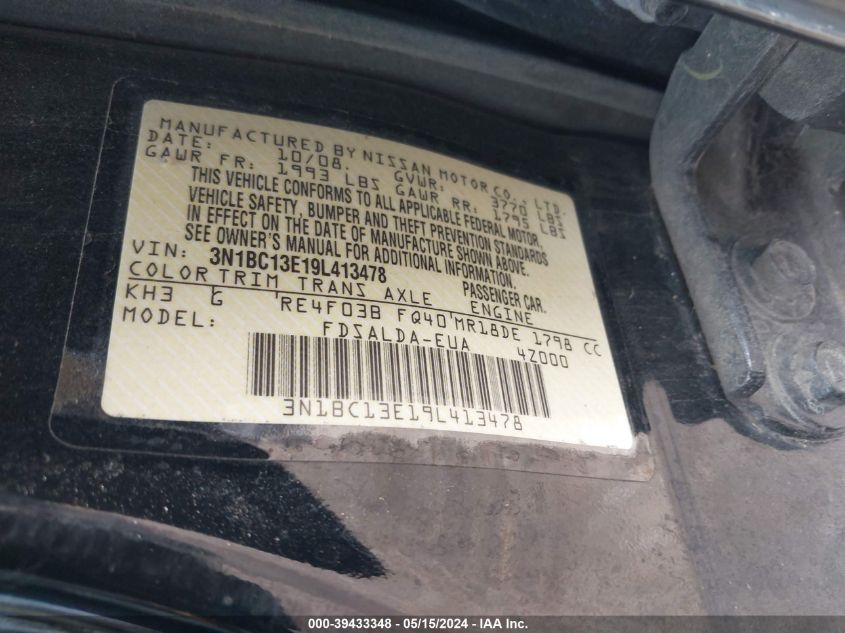 MANUFACTURED BY NISSAN MOTOR CO., LTD.
DATE: 10/08. GVWR: 3770 LBS
GAWR FR: 1993 LBS GAWR RR: 1795 LBS
THIS VEHICLE CONFORMS TO ALL APPLICABLE FEDERAL MOTOR
VEHICLE SAFETY, BUMPER AND THEFT PREVENTION STANDARDS
IN EFFECT ON THE DATE OF MANUFACTURE SHOWN ABOVE.
SEE OWNER'S MANUAL FOR ADDITIONAL INFORMATION.
VIN: 3N1BC13E19L413478 PASSENGER CAR.
COLOR TRIM TRANS AXLE ENGINE
KH3 G RE4F03B FQ40 MR18DE 1798 CC
MODEL: FDSALDA-EUA 4Z000
3N1BC13E19L413478
000-39433348 - 05/15/2024 - IAA Inc.